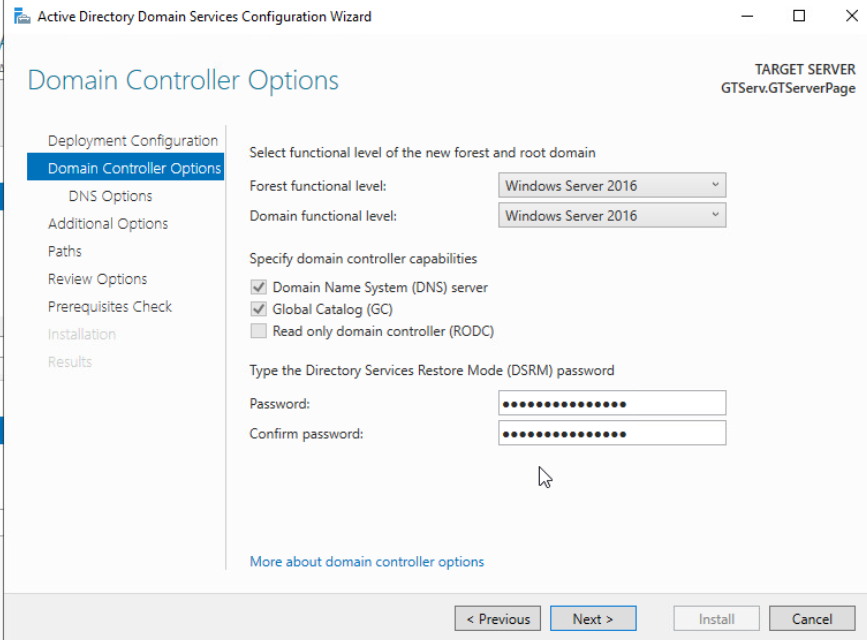 Active Directory Domain Services Configuration Wizard
Domain Controller Options
TARGET SERVER
GTServ.GTServerPage
Deployment Configuration
Domain Controller Options
DNS Options
Additional Options
Paths
Review Options
Prerequisites Check
Installation
Results
Select functional level of the new forest and root domain
Forest functional level: Windows Server 2016
Domain functional level: Windows Server 2016
Specify domain controller capabilities
Domain Name System (DNS) server
Global Catalog (GC)
Read only domain controller (RODC)
Type the Directory Services Restore Mode (DSRM) password
Password: •••••••••••••••
Confirm password: •••••••••••••••
More about domain controller options
< Previous Next > Install Cancel